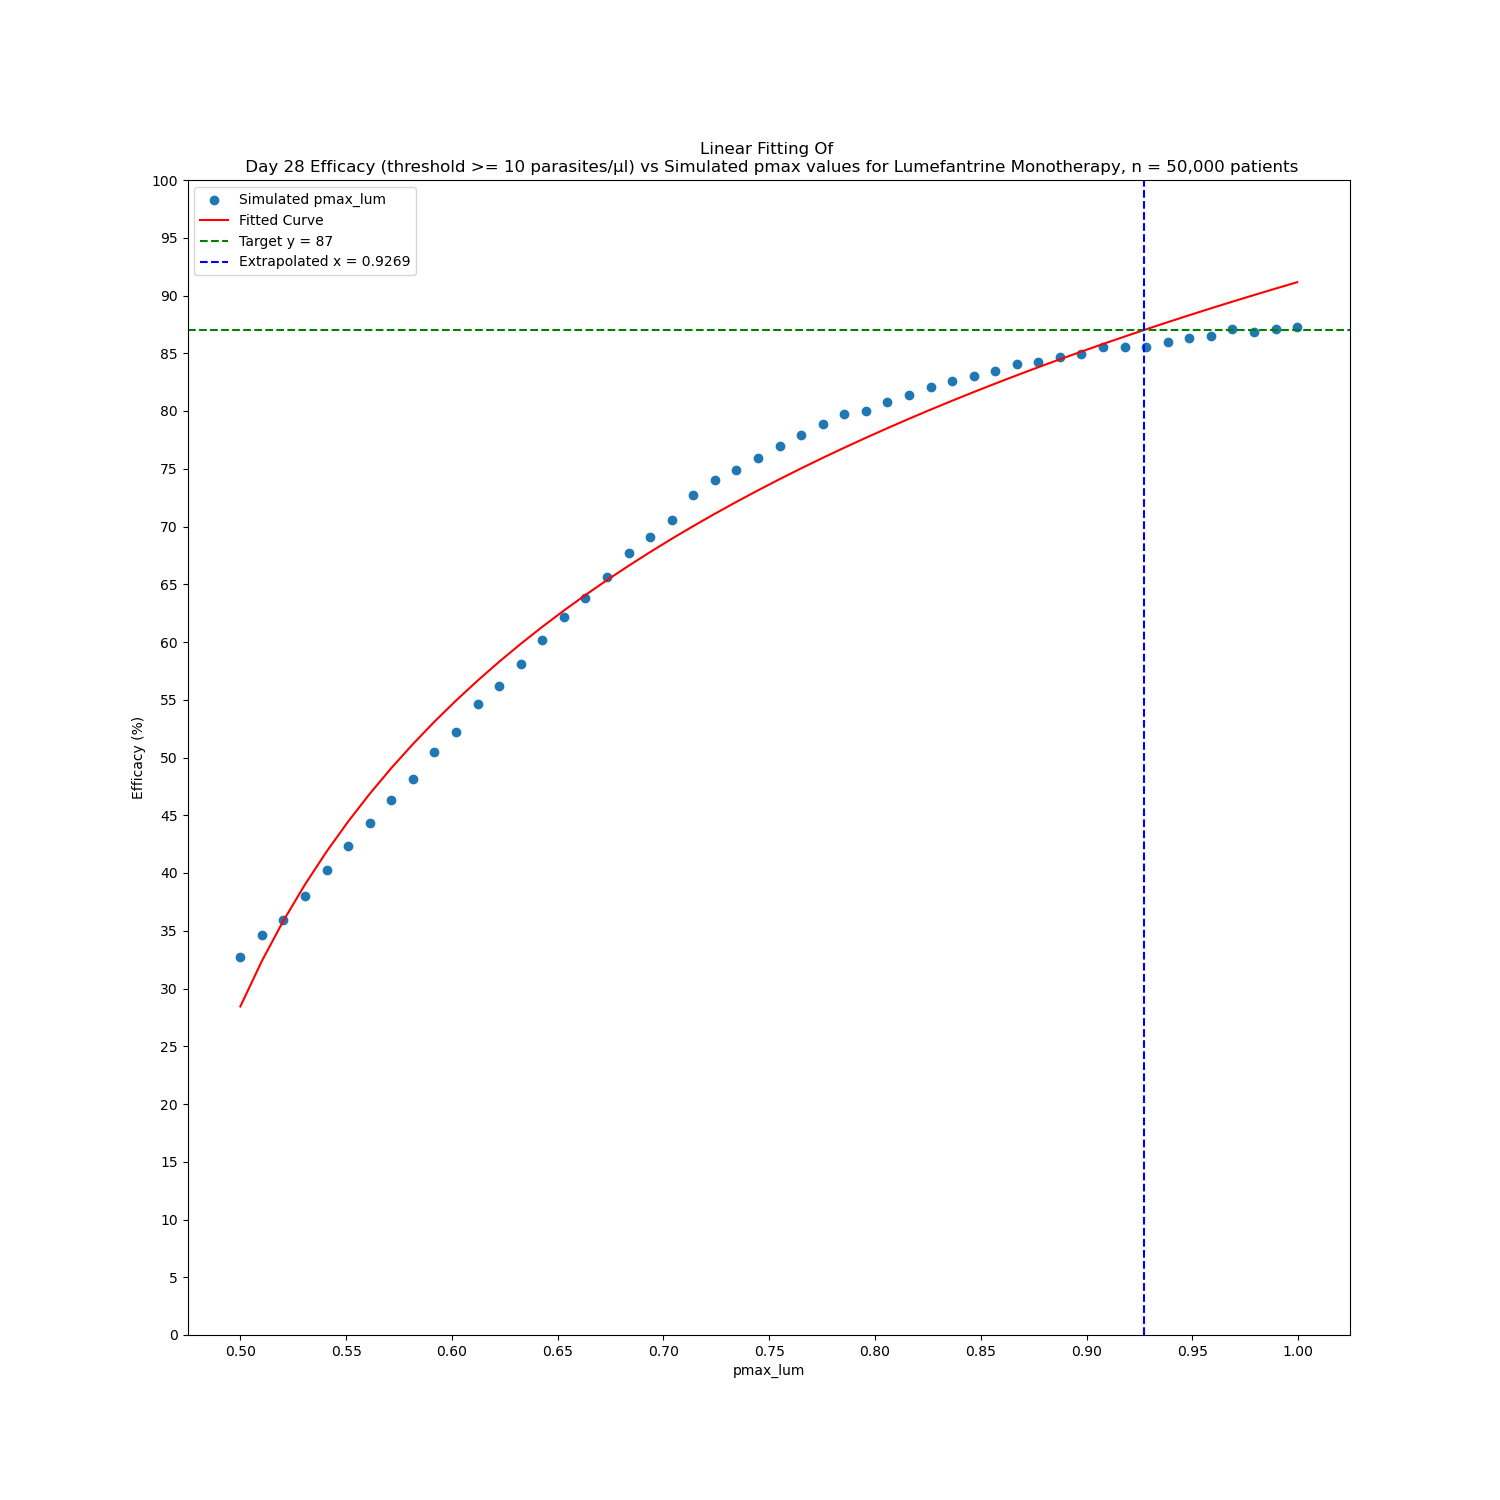 Linear Fitting Of
Day 28 Efficacy (threshold >= 10 parasites/µl) vs Simulated pmax values for Lumefantrine Monotherapy, n = 50,000 patients
Simulated pmax_lum
Fitted Curve
Target y = 87
Extrapolated x = 0.9269
100
95
90
85
80
75
70
65
60
55
50
45
40
35
30
25
20
15
10
5
0
Efficacy (%)
0.50 0.55 0.60 0.65 0.70 0.75 0.80 0.85 0.90 0.95 1.00
pmax_lum